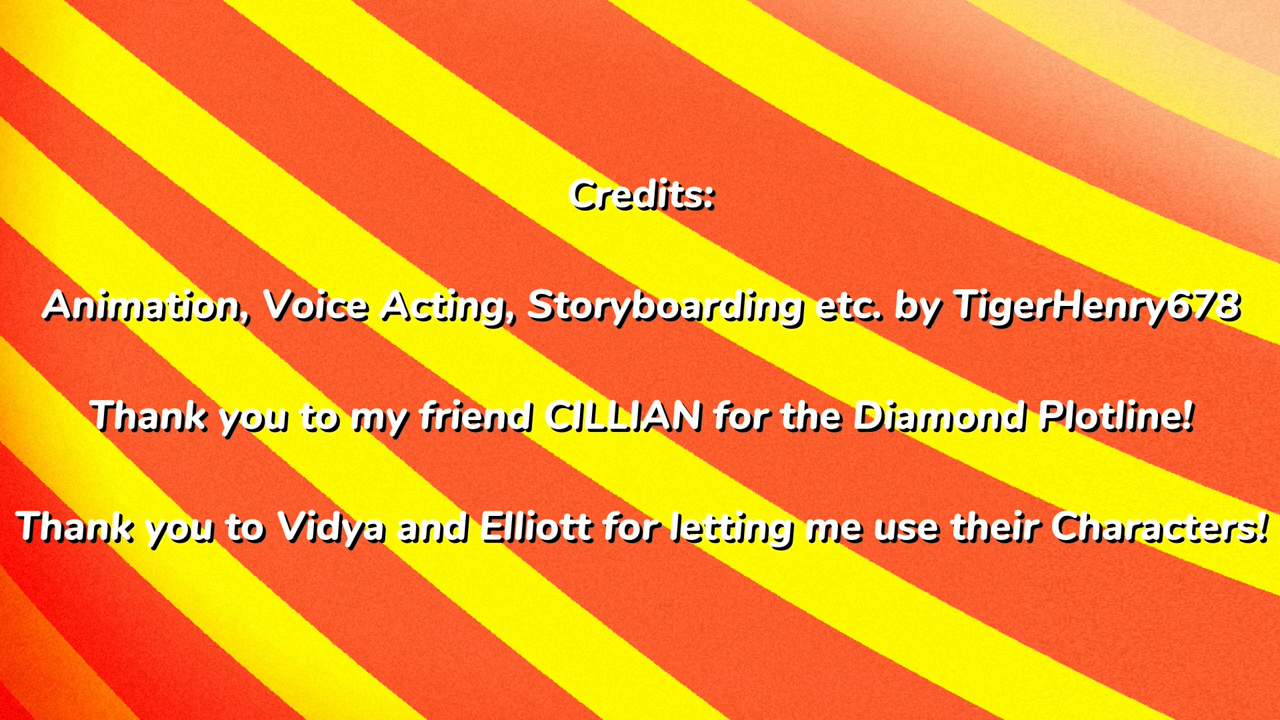 Credits:
Animation, Voice Acting, Storyboarding etc. by TigerHenry678
Thank you to my friend CILLIAN for the Diamond Plotline!
Thank you to Vidya and Elliott for letting me use their Characters!